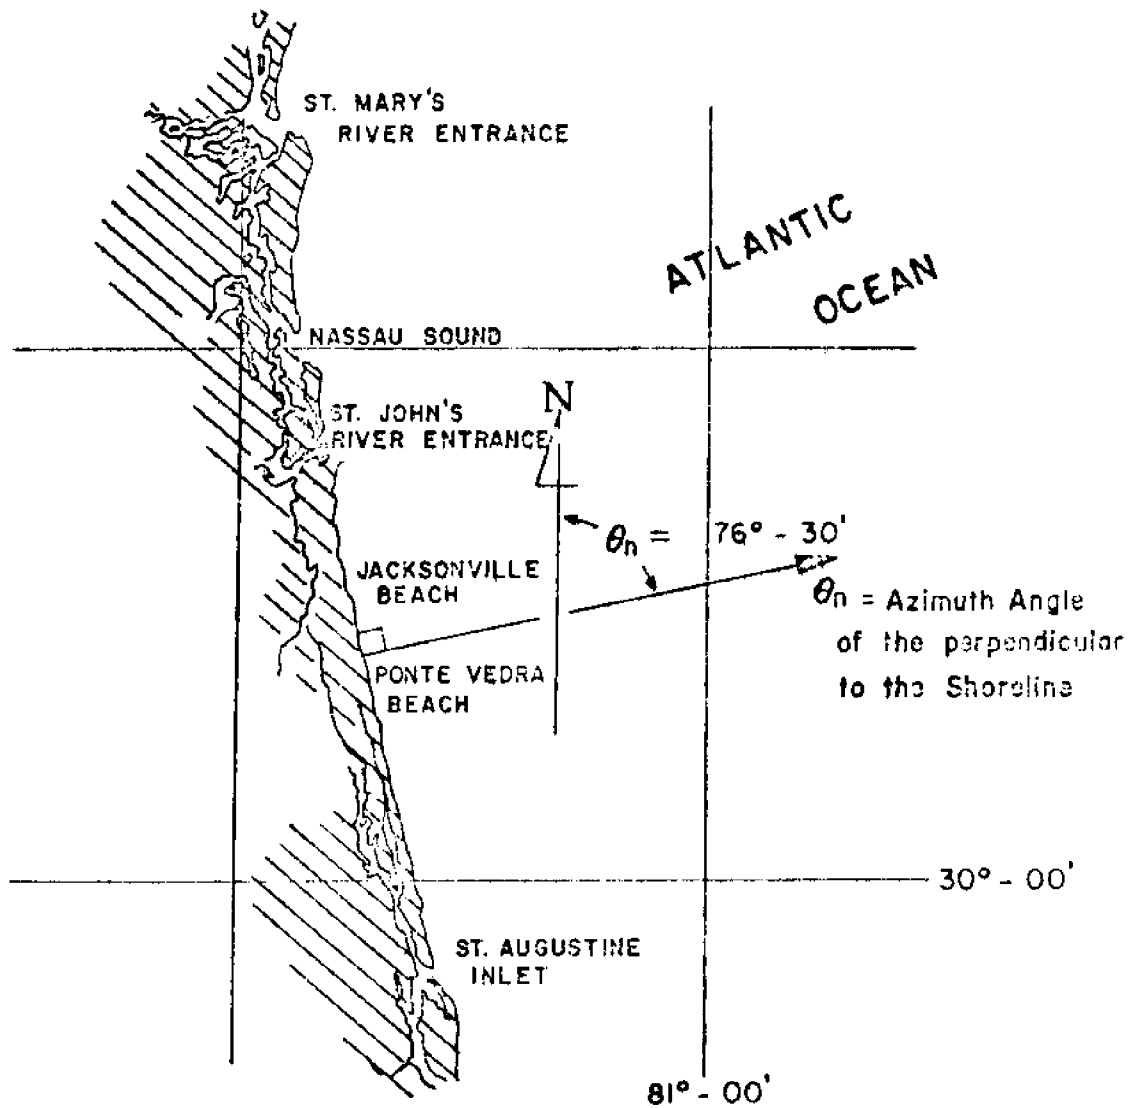 ST. MARY'S
RIVER ENTRANCE
ATLANTIC
OCEAN
NASSAU SOUND
N
ST. JOHN'S
RIVER ENTRANCE
θn = 76° - 30'
JACKSONVILLE
BEACH
θn = Azimuth Angle
of the perpendicular
to the Shoreline
PONTE VEDRA
BEACH
30° - 00'
ST. AUGUSTINE
INLET
81° - 00'